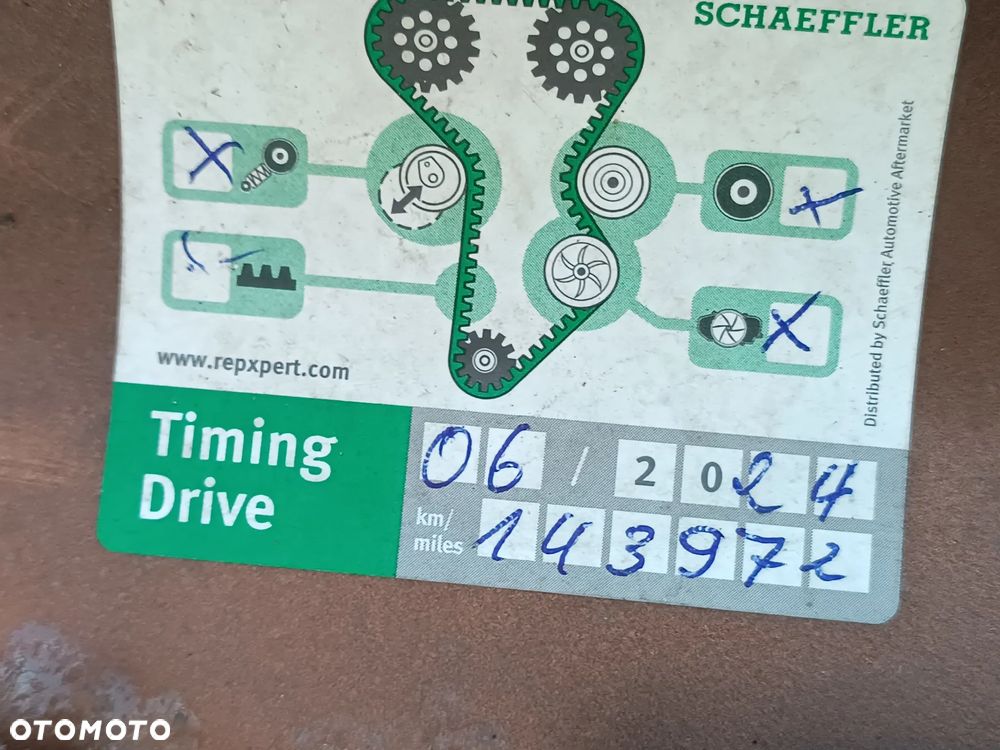 SCHAEFFLER
X
X
X
Distributed by Schaeffler Automotive Aftermarket
www.repxpert.com
Timing
Drive
06 / 2024
km/
miles
143972
OTOMOTO